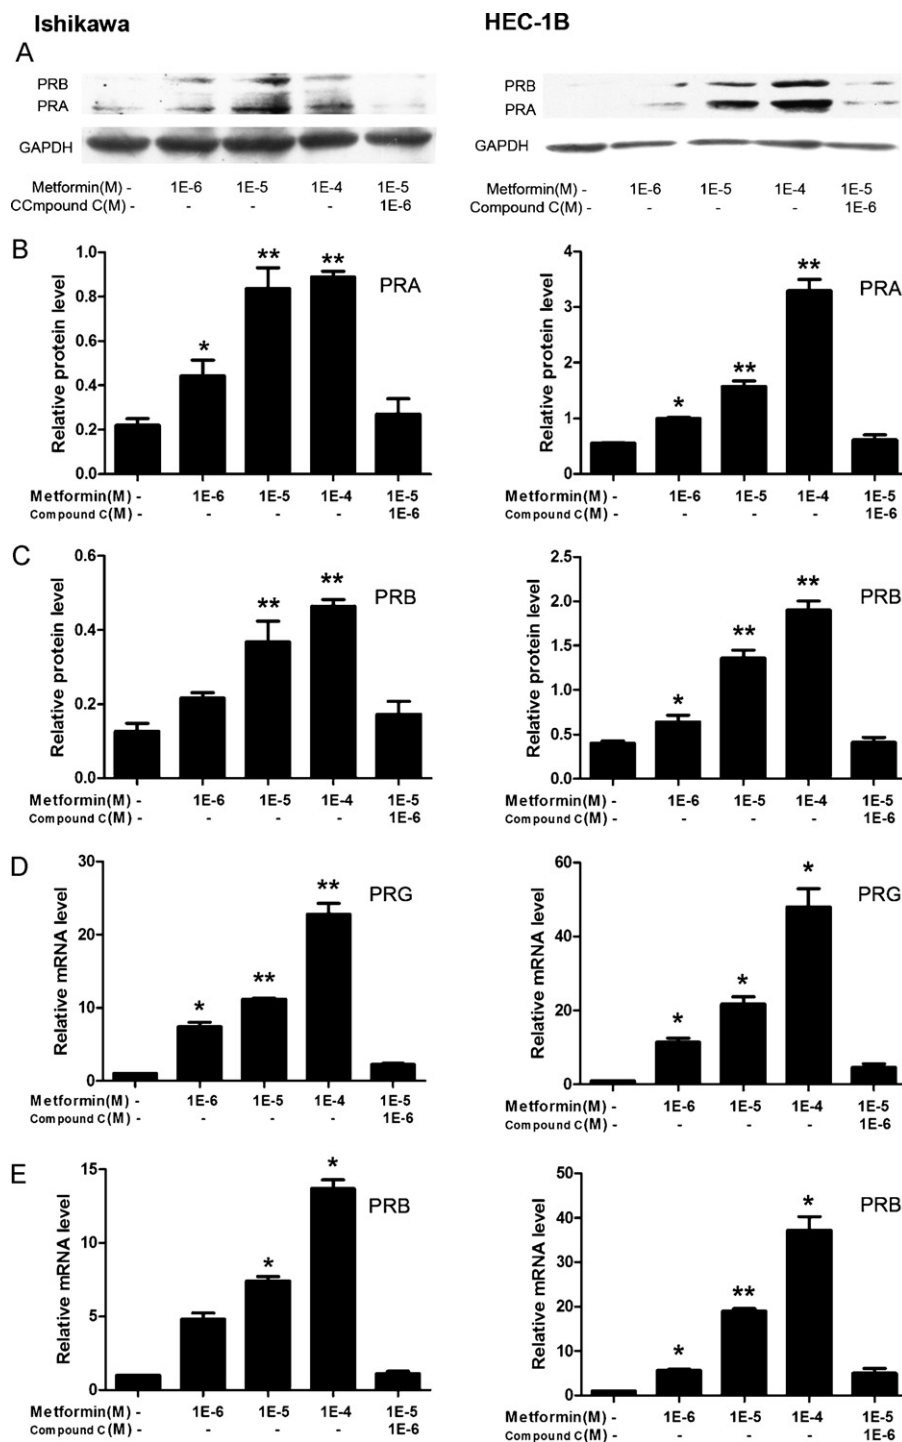 Ishikawa HEC-1B
A
PRB
PRA
GAPDH
Metformin(M) - 1E-6 1E-5 1E-4 1E-5
CCmpound C(M) - - - - 1E-6
PRB
PRA
GAPDH
Metformin(M) - 1E-6 1E-5 1E-4 1E-5
Compound C(M) - - - - 1E-6
B
Relative protein level
1.0
0.8
0.6
0.4
0.2
0.0
* ** **
PRA
Metformin(M) - 1E-6 1E-5 1E-4 1E-5
Compound C(M) - - - - 1E-6
Relative protein level
4
3
2
1
0
* ** **
PRA
Metformin(M) - 1E-6 1E-5 1E-4 1E-5
Compound C(M) - - - - 1E-6
C
Relative protein level
0.6
0.4
0.2
0.0
** **
PRB
Metformin(M) - 1E-6 1E-5 1E-4 1E-5
Compound C(M) - - - - 1E-6
Relative protein level
2.5
2.0
1.5
1.0
0.5
0.0
* ** **
PRB
Metformin(M) - 1E-6 1E-5 1E-4 1E-5
Compound C(M) - - - - 1E-6
D
Relative mRNA level
30
20
10
0
* ** **
PRG
Metformin(M) - 1E-6 1E-5 1E-4 1E-5
Compound C(M) - - - - 1E-6
Relative mRNA level
60
40
20
0
* * *
PRG
Metformin(M) - 1E-6 1E-5 1E-4 1E-5
Compound C(M) - - - - 1E-6
E
Relative mRNA level
15
10
5
0
* *
PRB
Metformin(M) - 1E-6 1E-5 1E-4 1E-5
Compound C(M) - - - - 1E-6
Relative mRNA level
50
40
30
20
10
0
* ** *
PRB
Metformin(M) - 1E-6 1E-5 1E-4 1E-5
Compound C(M) - - - - 1E-6